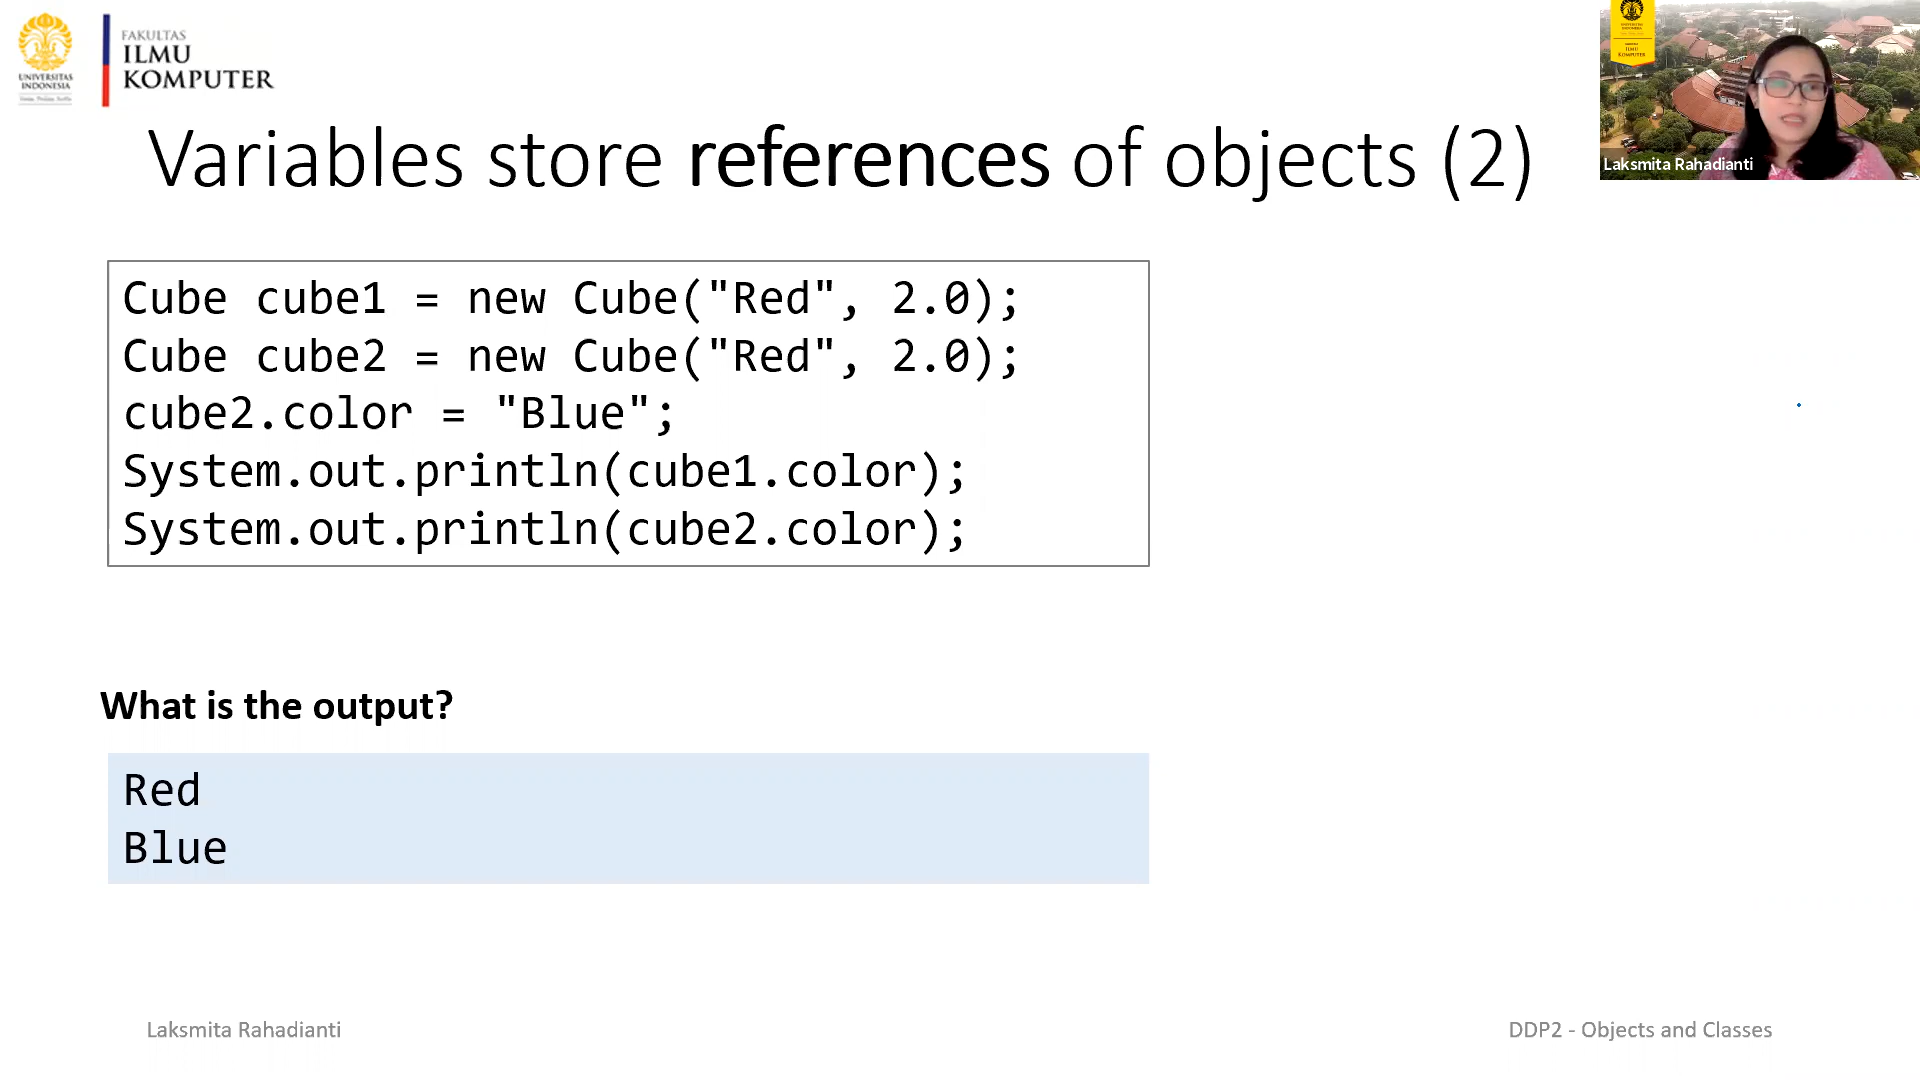 UNIVERSITAS
INDONESIA
FAKULTAS
ILMU
KOMPUTER
Variables store references of objects (2)
Laksmita Rahadianti
Cube cube1 = new Cube("Red", 2.0);
Cube cube2 = new Cube("Red", 2.0);
cube2.color = "Blue";
System.out.println(cube1.color);
System.out.println(cube2.color);
What is the output?
Red
Blue
Laksmita Rahadianti
DDP2 - Objects and Classes